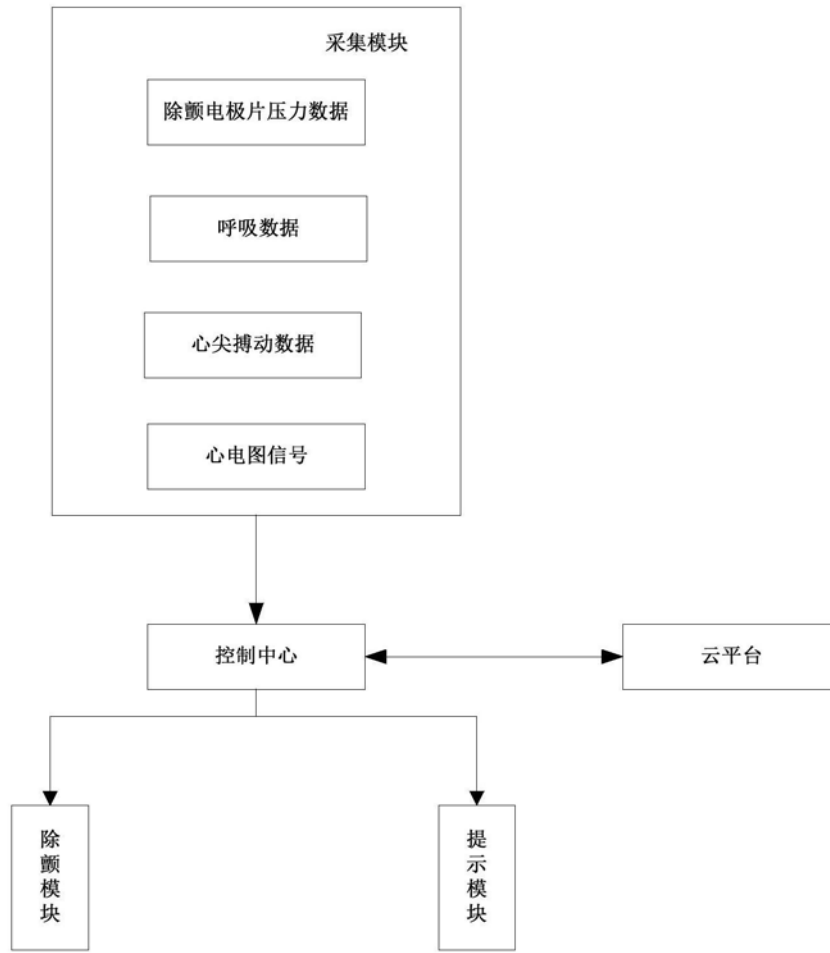 采集模块
除颤电极片压力数据
呼吸数据
心尖搏动数据
心电图信号
控制中心
云平台
除颤模块
提示模块